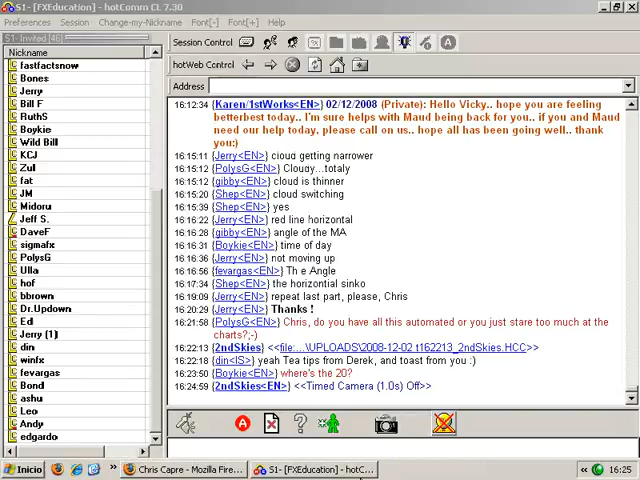 S1 - [FXEducation] - hotComm CL 7.30
Preferences Session Change-my-Nickname Font[-] Font(+) Help
S1- Invited [46]
Session Control
Nickname
hotWeb Control
Address
fastfactsnow
Bones
Jerry
Bill F
RuthS
Boykie
Wild Bill
KCJ
Zul
fat
JM
Midoru
Jeff S.
DaveF
sigmafx
PolysG
Ulla
hof
bbrown
Dr.Updown
Ed
Jerry (1)
din
winfx
fevargas
Bond
ashu
Leo
Andy
edgardo
16:12:34 {Karen/1stWorks<EN>} 02/12/2008 (Private): Hello Vicky.. hope you are feeling
betterbest today.. I'm sure helps with Maud being back for you.. if you and Maud
need our help today, please call on us.. hope all has been going well.. thank
you:)
16:15:11 {Jerry<EN>} cloud getting narrower
16:15:12 {PolysG<EN>} Clouyy...totaly
16:15:12 {gibby<EN>} cloud is thinner
16:15:20 {Shep<EN>} cloud switching
16:15:39 {Shep<EN>} yes
16:16:22 {Jerry<EN>} red line horizontal
16:16:28 {gibby<EN>} angle of the MA
16:16:31 {Boykie<EN>} time of day
16:16:39 {Jerry<EN>} not moving up
16:16:56 {fevargas<EN>} Th e Angle
16:17:34 {Shep<EN>} the horizontal sinko
16:19:09 {Jerry<EN>} repeat last part, please, Chris
16:20:29 {Jerry<EN>} Thanks !
16:21:58 {PolysG<EN>} Chris, do you have all this automated or you just stare too much at the
charts?;-)
16:22:13 {2ndSkies} <<file:...\UPLOADS\2008-12-02 t162213_2ndSkies.HCC>>
16:22:18 {din<IS>} yeah Tea tips from Derek, and toast from you :)
16:23:50 {Boykie<EN>} where's the 20?
16:24:59 {2ndSkies<EN>} <<Timed Camera (1.0s) Off>>
Inicio
Chris Capre - Mozilla Fire...
S1- [FXEducation] - hotC...
16:25